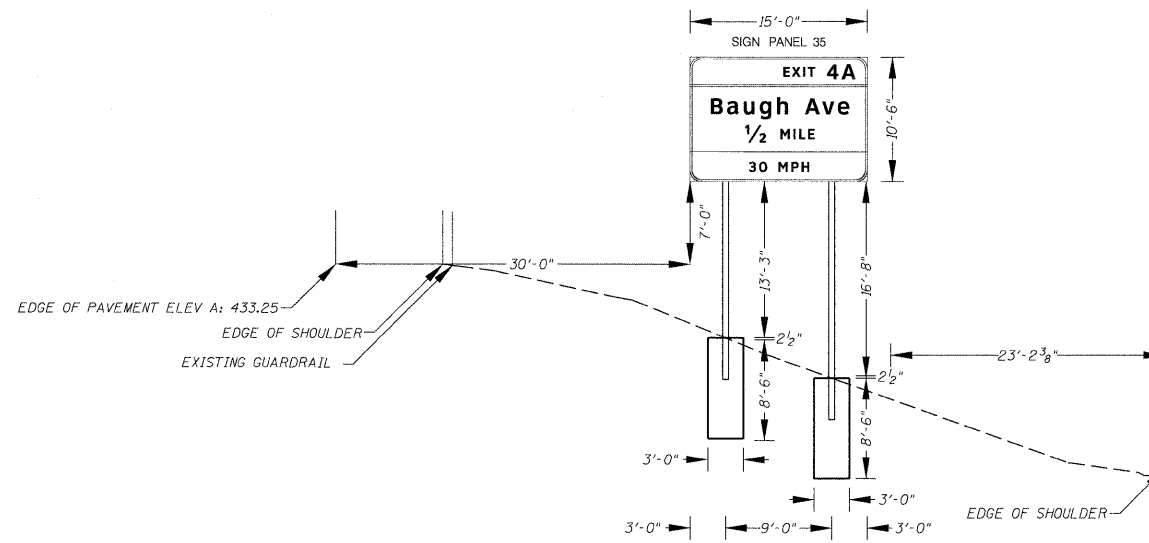 15'-0"
SIGN PANEL 35
EXIT 4A
Baugh Ave
½ MILE
30 MPH
10'-6"
7'-0"
30'-0"
13'-3"
16'-8"
EDGE OF PAVEMENT ELEV A: 433.25
EDGE OF SHOULDER
EXISTING GUARDRAIL
2½"
23'-2⅜"
2½"
8'-6"
8'-6"
3'-0"
3'-0"
EDGE OF SHOULDER
3'-0"
9'-0"
3'-0"